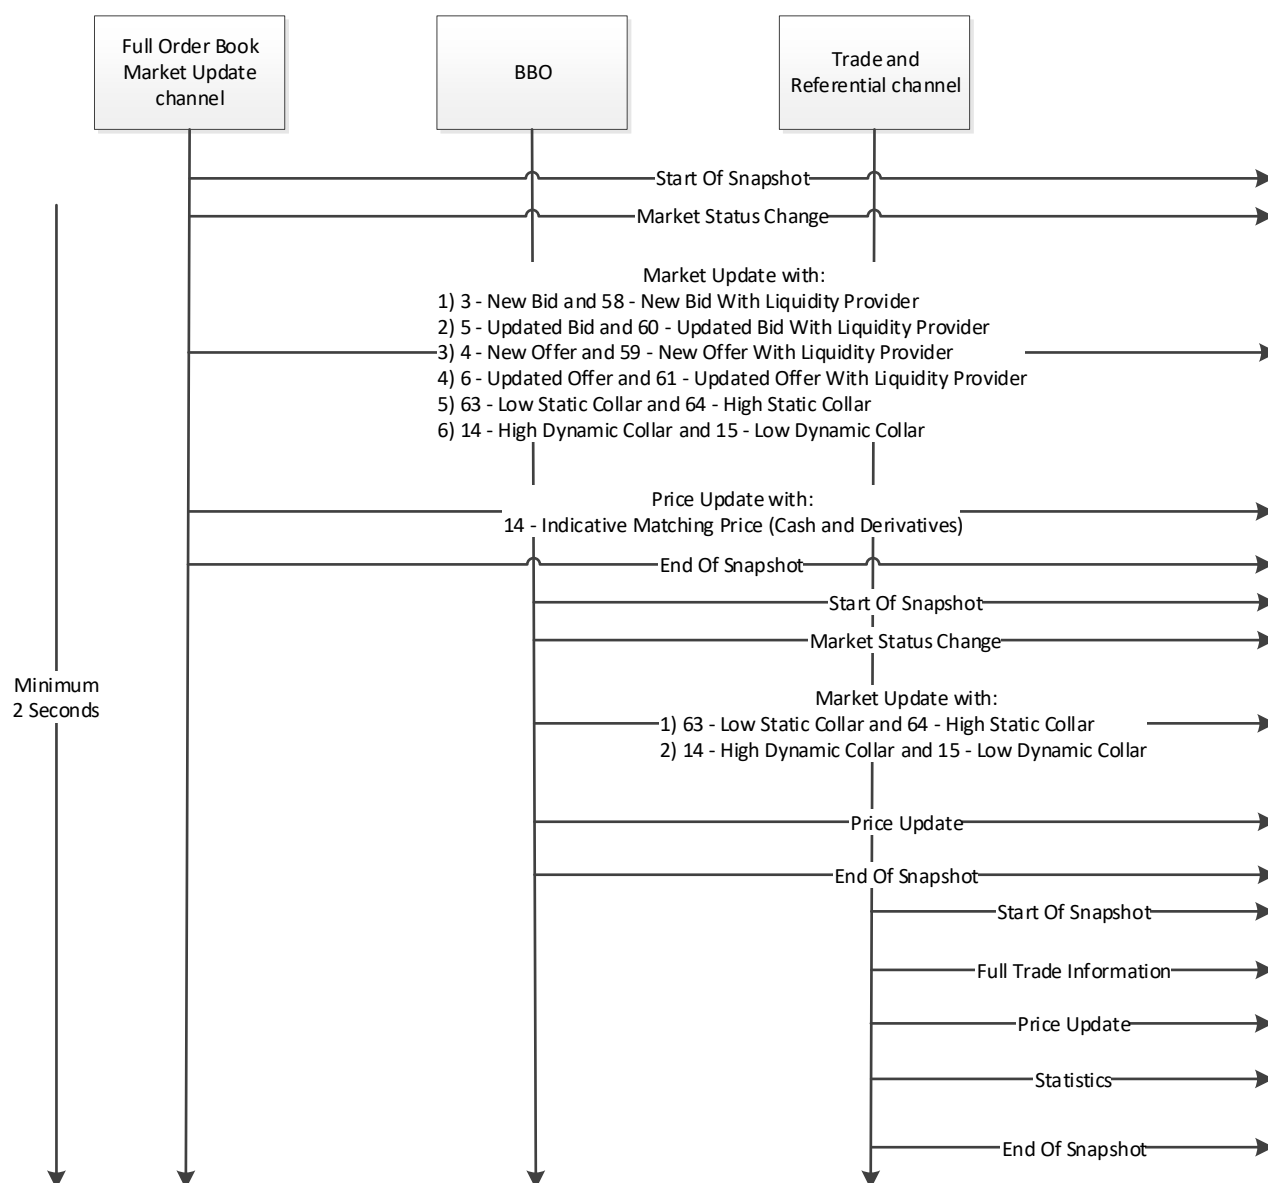 Full Order Book
Market Update
channel
BBO
Trade and
Referential channel
Start Of Snapshot
Market Status Change
Market Update with:
1) 3 - New Bid and 58 - New Bid With Liquidity Provider
2) 5 - Updated Bid and 60 - Updated Bid With Liquidity Provider
3) 4 - New Offer and 59 - New Offer With Liquidity Provider
4) 6 - Updated Offer and 61 - Updated Offer With Liquidity Provider
5) 63 - Low Static Collar and 64 - High Static Collar
6) 14 - High Dynamic Collar and 15 - Low Dynamic Collar
Price Update with:
14 - Indicative Matching Price (Cash and Derivatives)
End Of Snapshot
Start Of Snapshot
Market Status Change
Minimum
2 Seconds
Market Update with:
1) 63 - Low Static Collar and 64 - High Static Collar
2) 14 - High Dynamic Collar and 15 - Low Dynamic Collar
Price Update
End Of Snapshot
Start Of Snapshot
Full Trade Information
Price Update
Statistics
End Of Snapshot